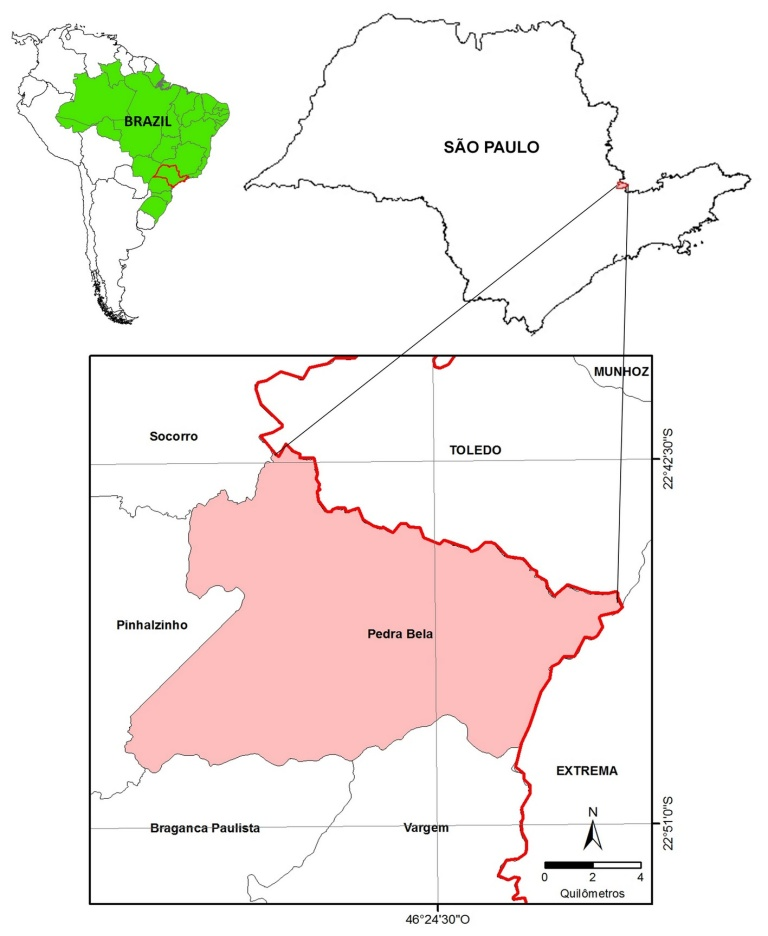 BRAZIL
SÃO PAULO
MUNHOZ
Socorro
TOLEDO
22°42'30"S
Pinhalzinho
Pedra Bela
EXTREMA
22°51'0"S
N
Braganca Paulista
Vargem
0 2 4
Quilômetros
46°24'30"O